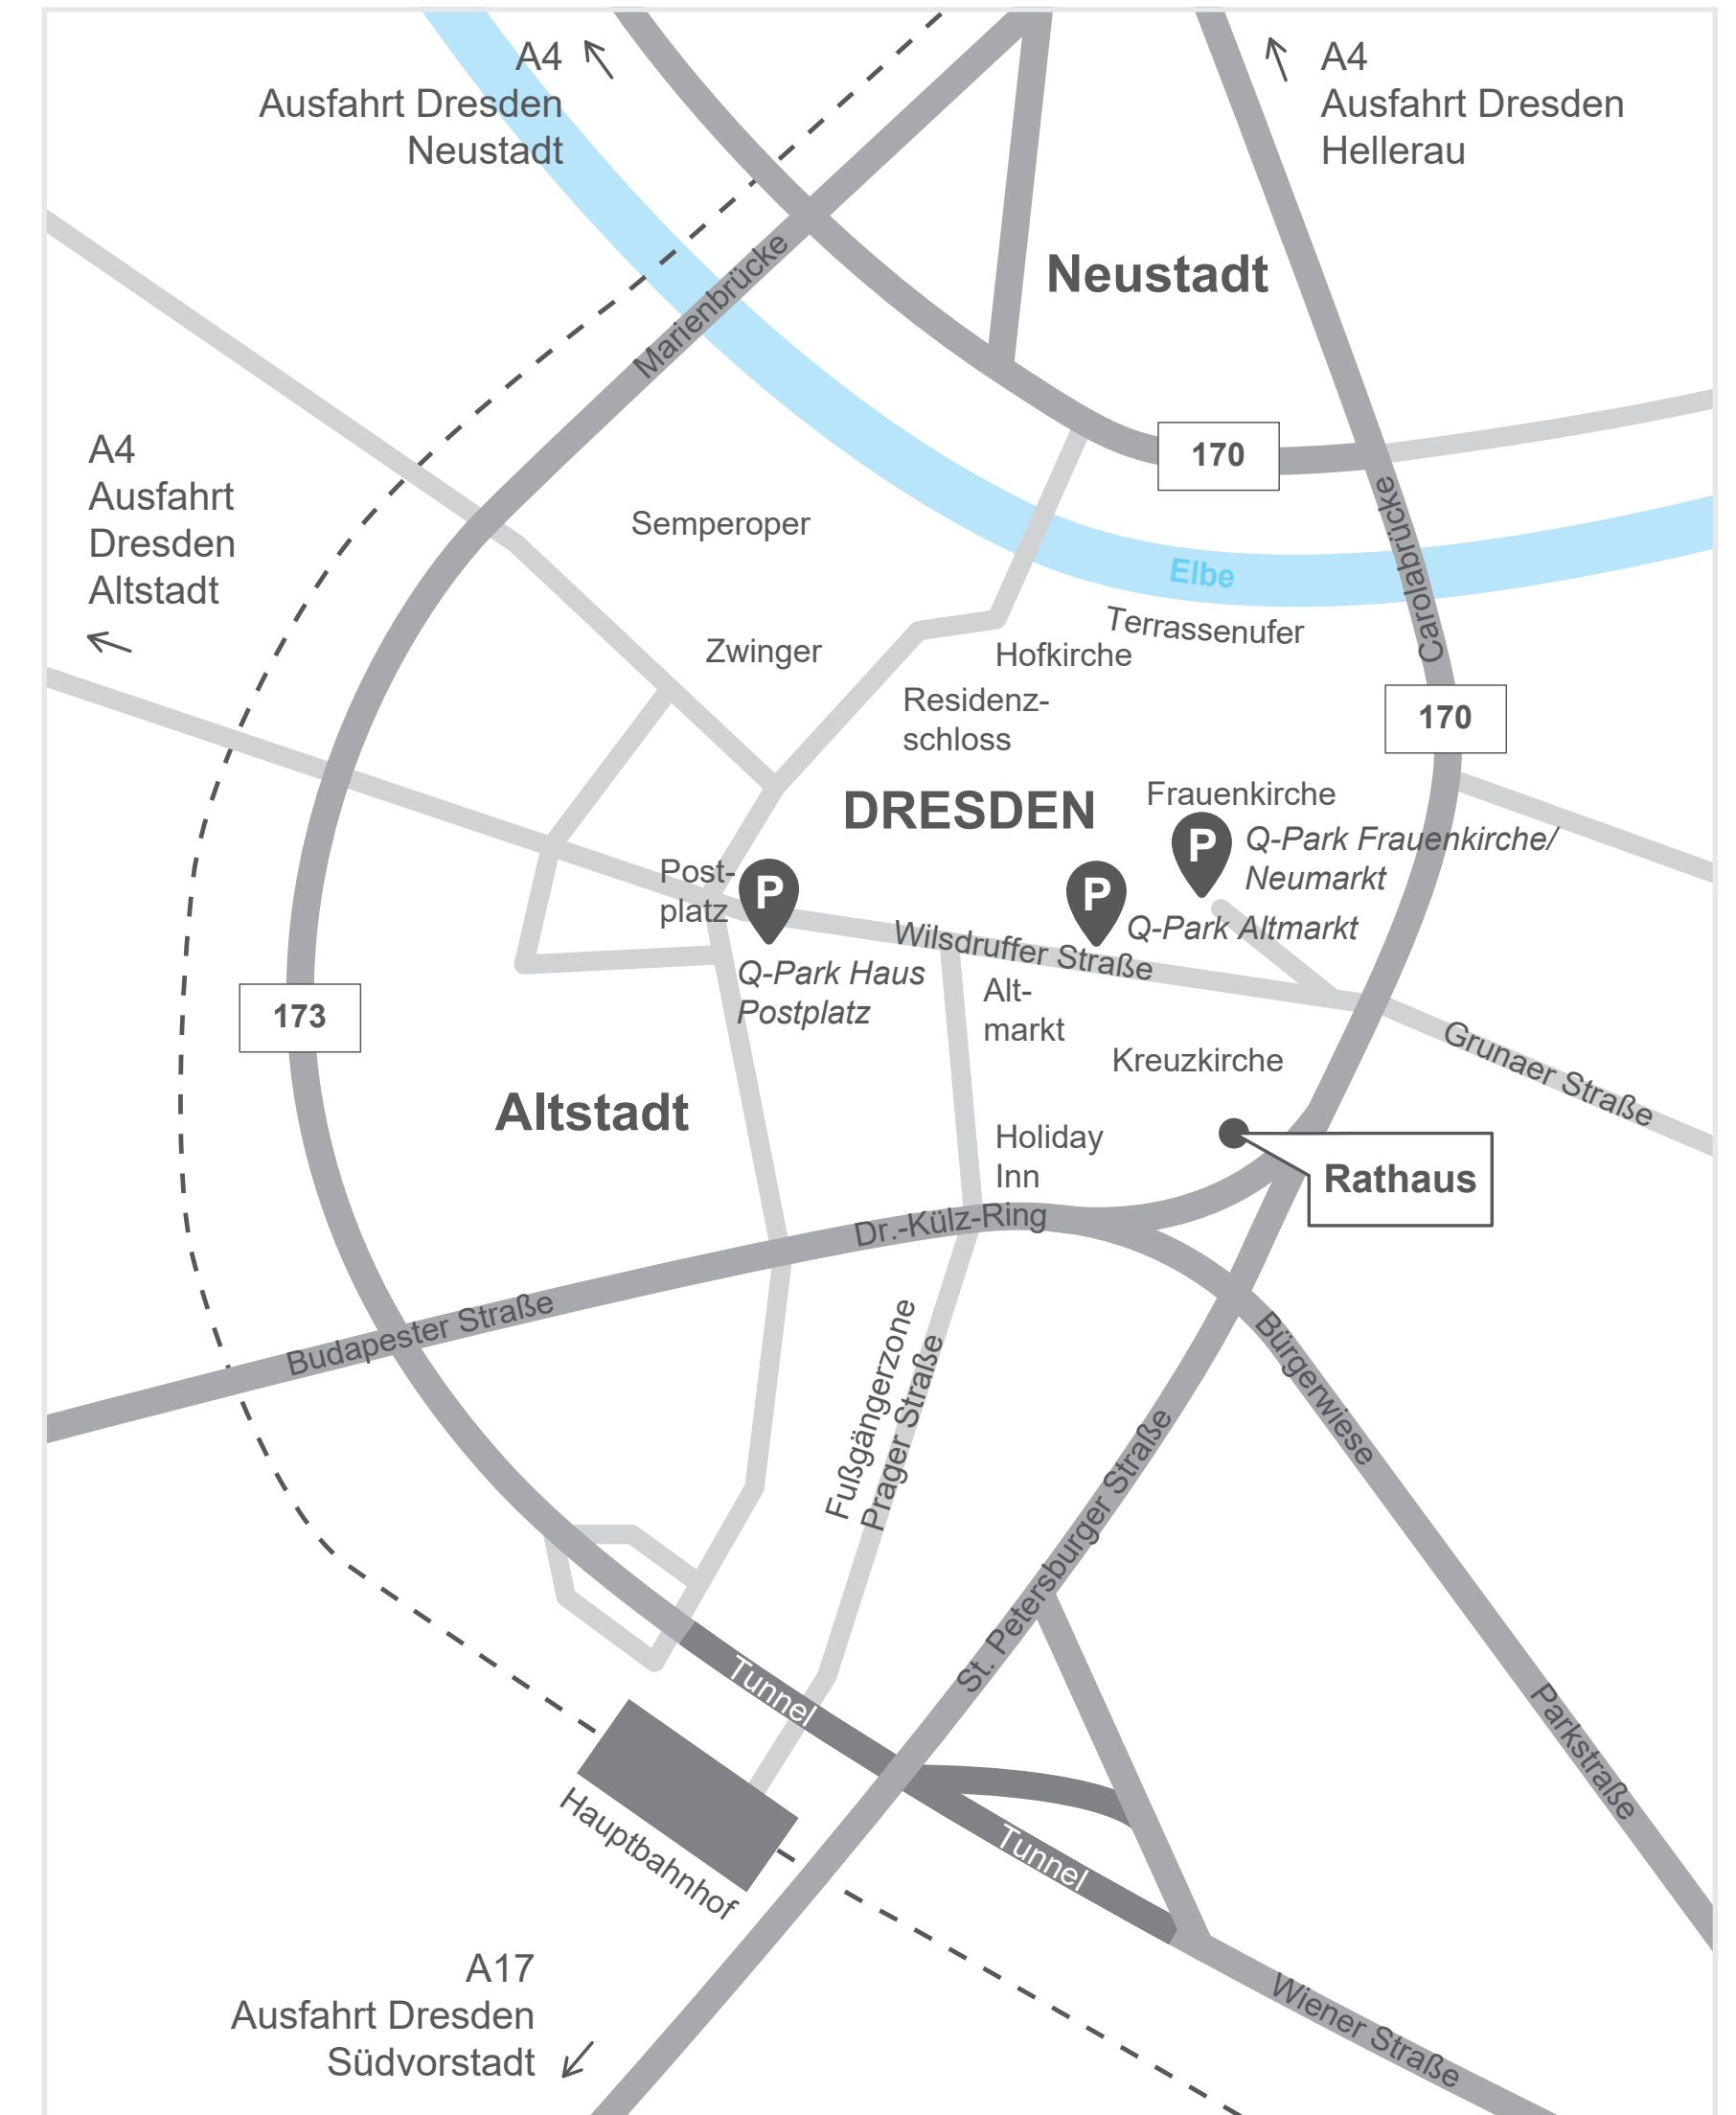 A4
Ausfahrt Dresden
Neustadt
A4
Ausfahrt Dresden
Hellerau
Marienbrücke
Neustadt
A4
Ausfahrt
Dresden
Altstadt
170
Semperoper
Carolabrücke
Elbe
Terrassenufer
Zwinger
Hofkirche
Residenz-
schloss
170
DRESDEN
Frauenkirche
P
Q-Park Frauenkirche/
Neumarkt
Post-
platz
P
P
Q-Park Altmarkt
Wilsdruffer Straße
Q-Park Haus
Postplatz
Alt-
markt
173
Kreuzkirche
Grunaer Straße
Altstadt
Holiday
Inn
Rathaus
Dr.-Külz-Ring
Budapester Straße
Fußgängerzone
Prager Straße
Bürgerwiese
St. Petersburger Straße
Tunnel
Parkstraße
Hauptbahnhof
Tunnel
A17
Ausfahrt Dresden
Südvorstadt
Wiener Straße